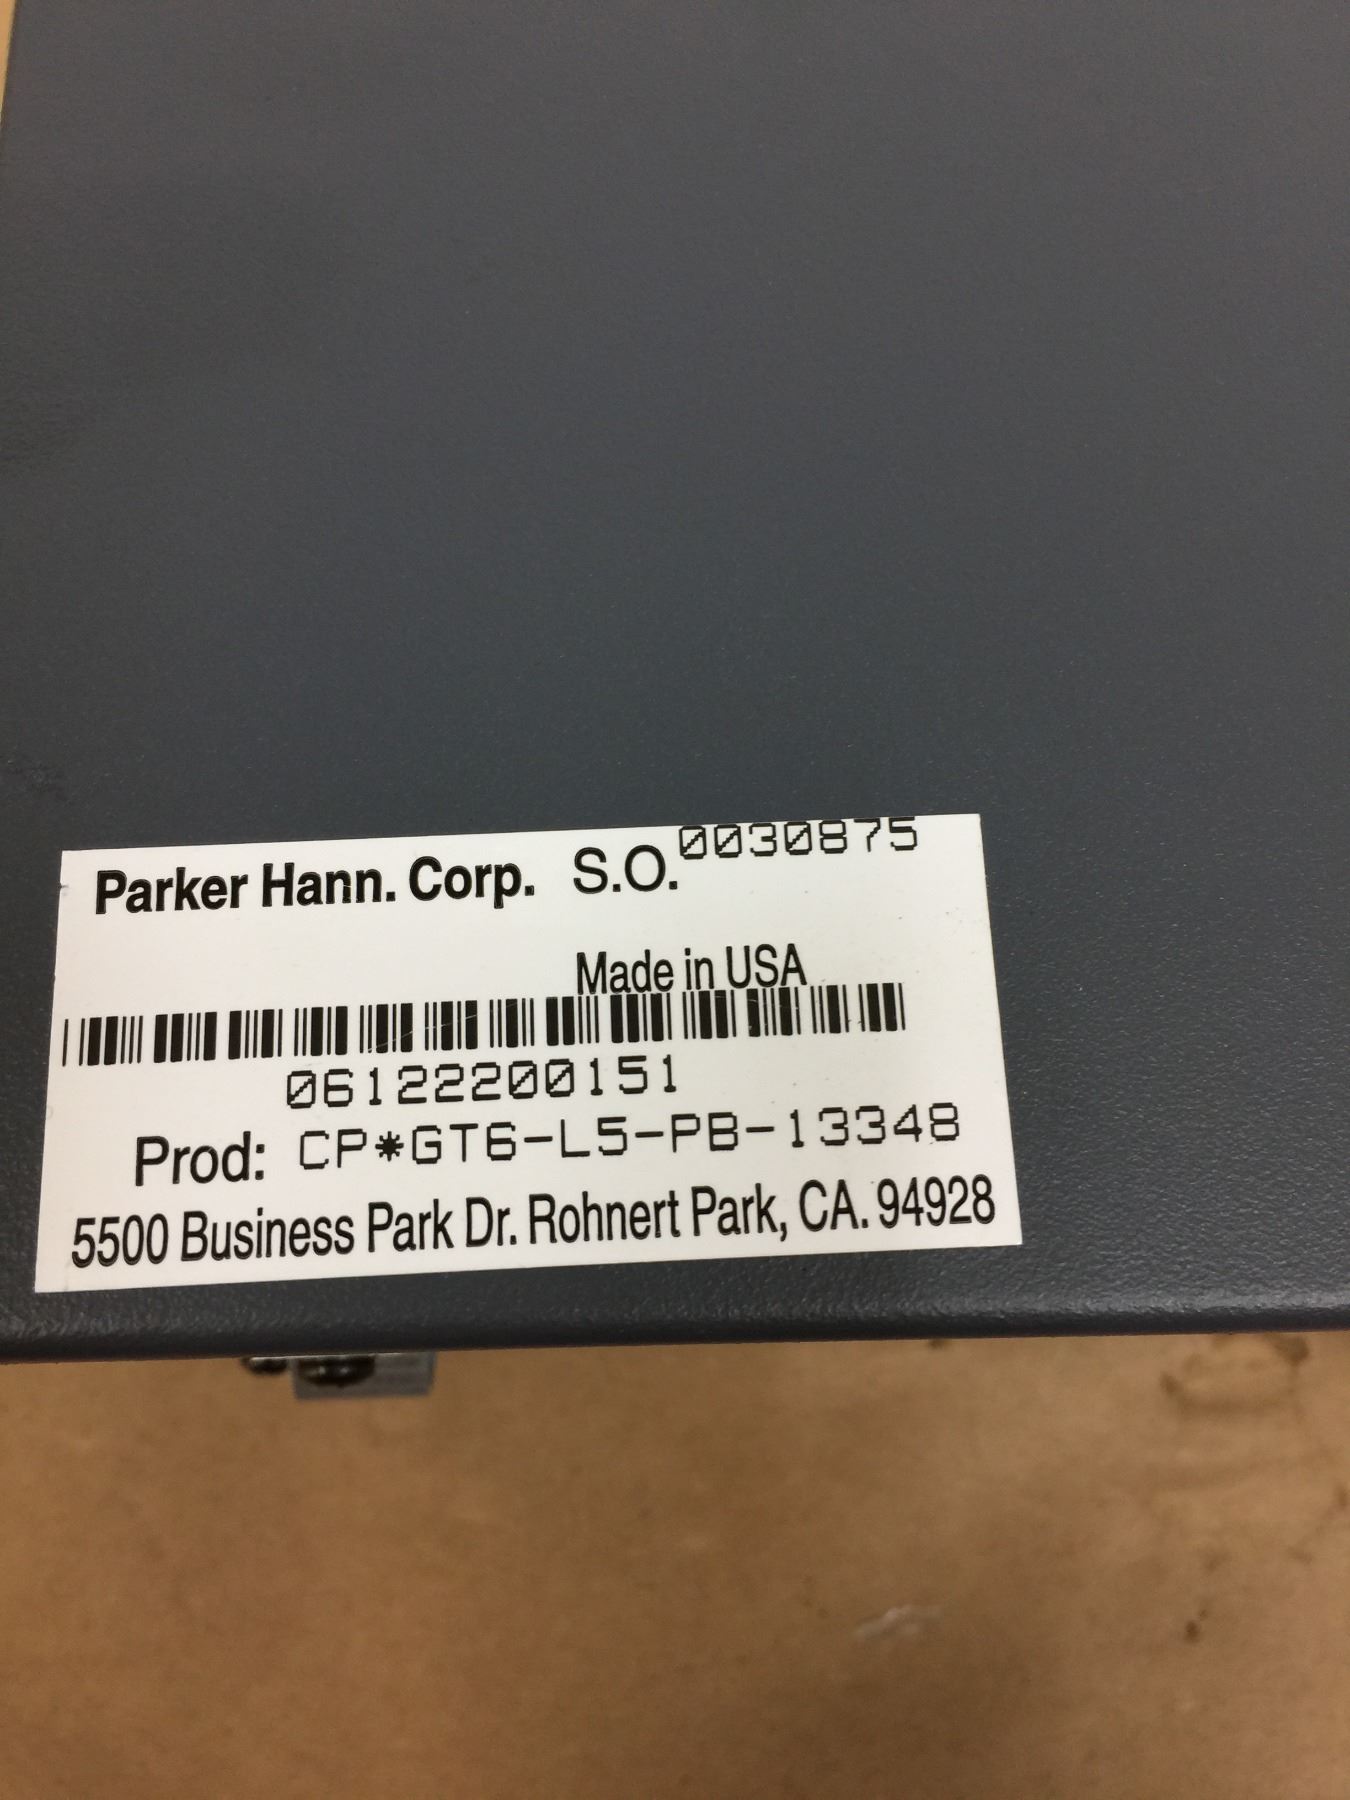 Parker Hann. Corp. S.O. 0030875
Made in USA
06122200151
Prod: CP*GT6-L5-PB-13348
5500 Business Park Dr. Rohnert Park, CA. 94928